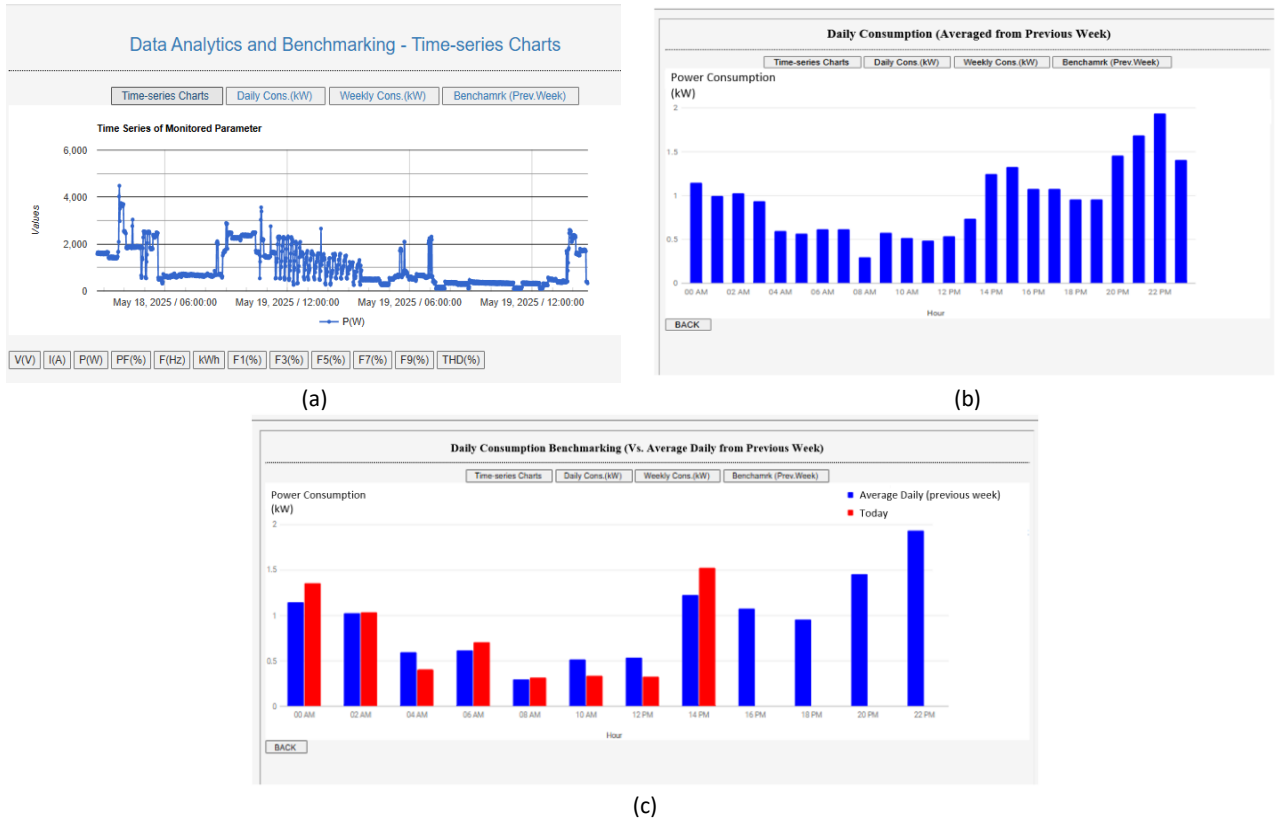 Data Analytics and Benchmarking - Time-series Charts
Time-series Charts Daily Cons.(kW) Weekly Cons.(kW) Benchamrk (Prev.Week)
Time Series of Monitored Parameter
6,000
4,000
2,000
0
Values
May 18, 2025 / 06:00:00 May 19, 2025 / 12:00:00 May 19, 2025 / 06:00:00 May 19, 2025 / 12:00:00
P(W)
V(V) I(A) P(W) PF(%) F(Hz) kWh F1(%) F3(%) F5(%) F7(%) F9(%) THD(%)
(a)
Daily Consumption (Averaged from Previous Week)
Time-series Charts Daily Cons.(kW) Weekly Cons.(kW) Benchamrk (Prev.Week)
Power Consumption
(kW)
2
1.5
1
0.5
0
00 AM 02 AM 04 AM 06 AM 08 AM 10 AM 12 PM 14 PM 16 PM 18 PM 20 PM 22 PM
Hour
BACK
(b)
Daily Consumption Benchmarking (Vs. Average Daily from Previous Week)
Time-series Charts Daily Cons.(kW) Weekly Cons.(kW) Benchamrk (Prev.Week)
Power Consumption
(kW)
Average Daily (previous week)
Today
2
1.5
1
0.5
0
00 AM 02 AM 04 AM 06 AM 08 AM 10 AM 12 PM 14 PM 16 PM 18 PM 20 PM 22 PM
Hour
BACK
(c)